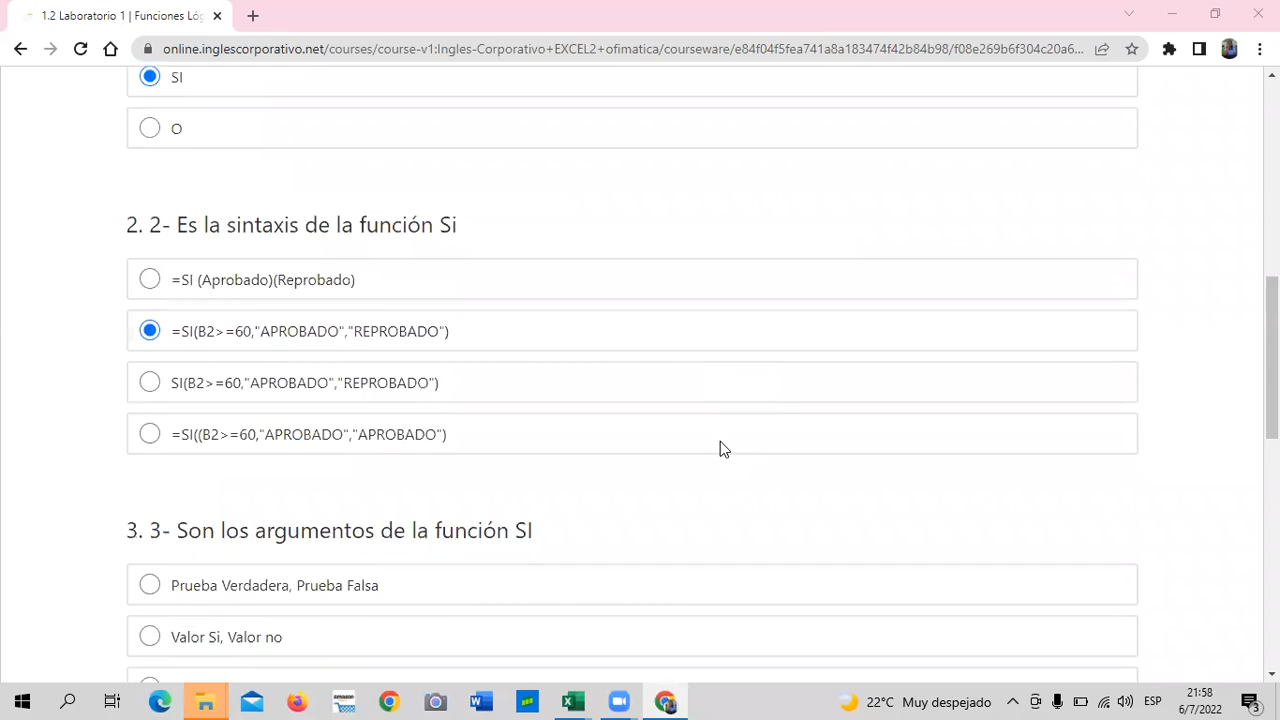 1.2 Laboratorio 1 | Funciones Lóg
online.inglescorporativo.net/courses/course-v1:Ingles-Corporativo+EXCEL2+ofimatica/courseware/e84f04f5fea741a8a183474f42b84b98/f08e269b6f304c20a6...
SI
O
2. 2- Es la sintaxis de la función Si
=SI (Aprobado)(Reprobado)
=SI(B2>=60,"APROBADO","REPROBADO")
SI(B2>=60,"APROBADO","REPROBADO")
=SI((B2>=60,"APROBADO","APROBADO")
3. 3- Son los argumentos de la función SI
Prueba Verdadera, Prueba Falsa
Valor Si, Valor no
22°C Muy despejado
ESP
21:58
6/7/2022
3